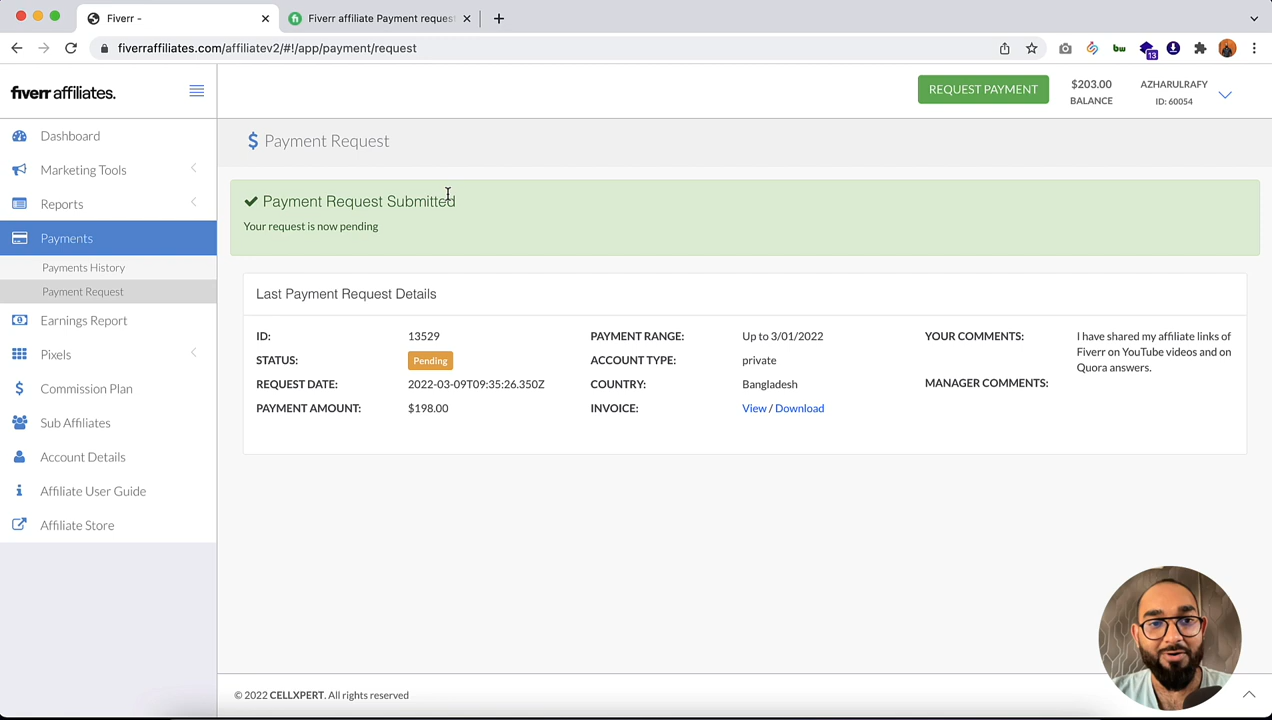 Fiverr -
Fiverr affiliate Payment request
fiverraffiliates.com/affiliatev2/#!/app/payment/request
bw
13
fiverr affiliates.
REQUEST PAYMENT
$203.00
BALANCE
AZHARULRAFY
ID: 60054
Dashboard
Marketing Tools
Reports
Payments
Payments History
Payment Request
Earnings Report
Pixels
Commission Plan
Sub Affiliates
Account Details
Affiliate User Guide
Affiliate Store
$ Payment Request
Payment Request Submitted
Your request is now pending
Last Payment Request Details
ID: 13529
STATUS: Pending
REQUEST DATE: 2022-03-09T09:35:26.350Z
PAYMENT AMOUNT: $198.00
PAYMENT RANGE: Up to 3/01/2022
ACCOUNT TYPE: private
COUNTRY: Bangladesh
INVOICE: View / Download
YOUR COMMENTS: I have shared my affiliate links of
Fiverr on YouTube videos and on
Quora answers.
MANAGER COMMENTS:
© 2022 CELLXPERT. All rights reserved